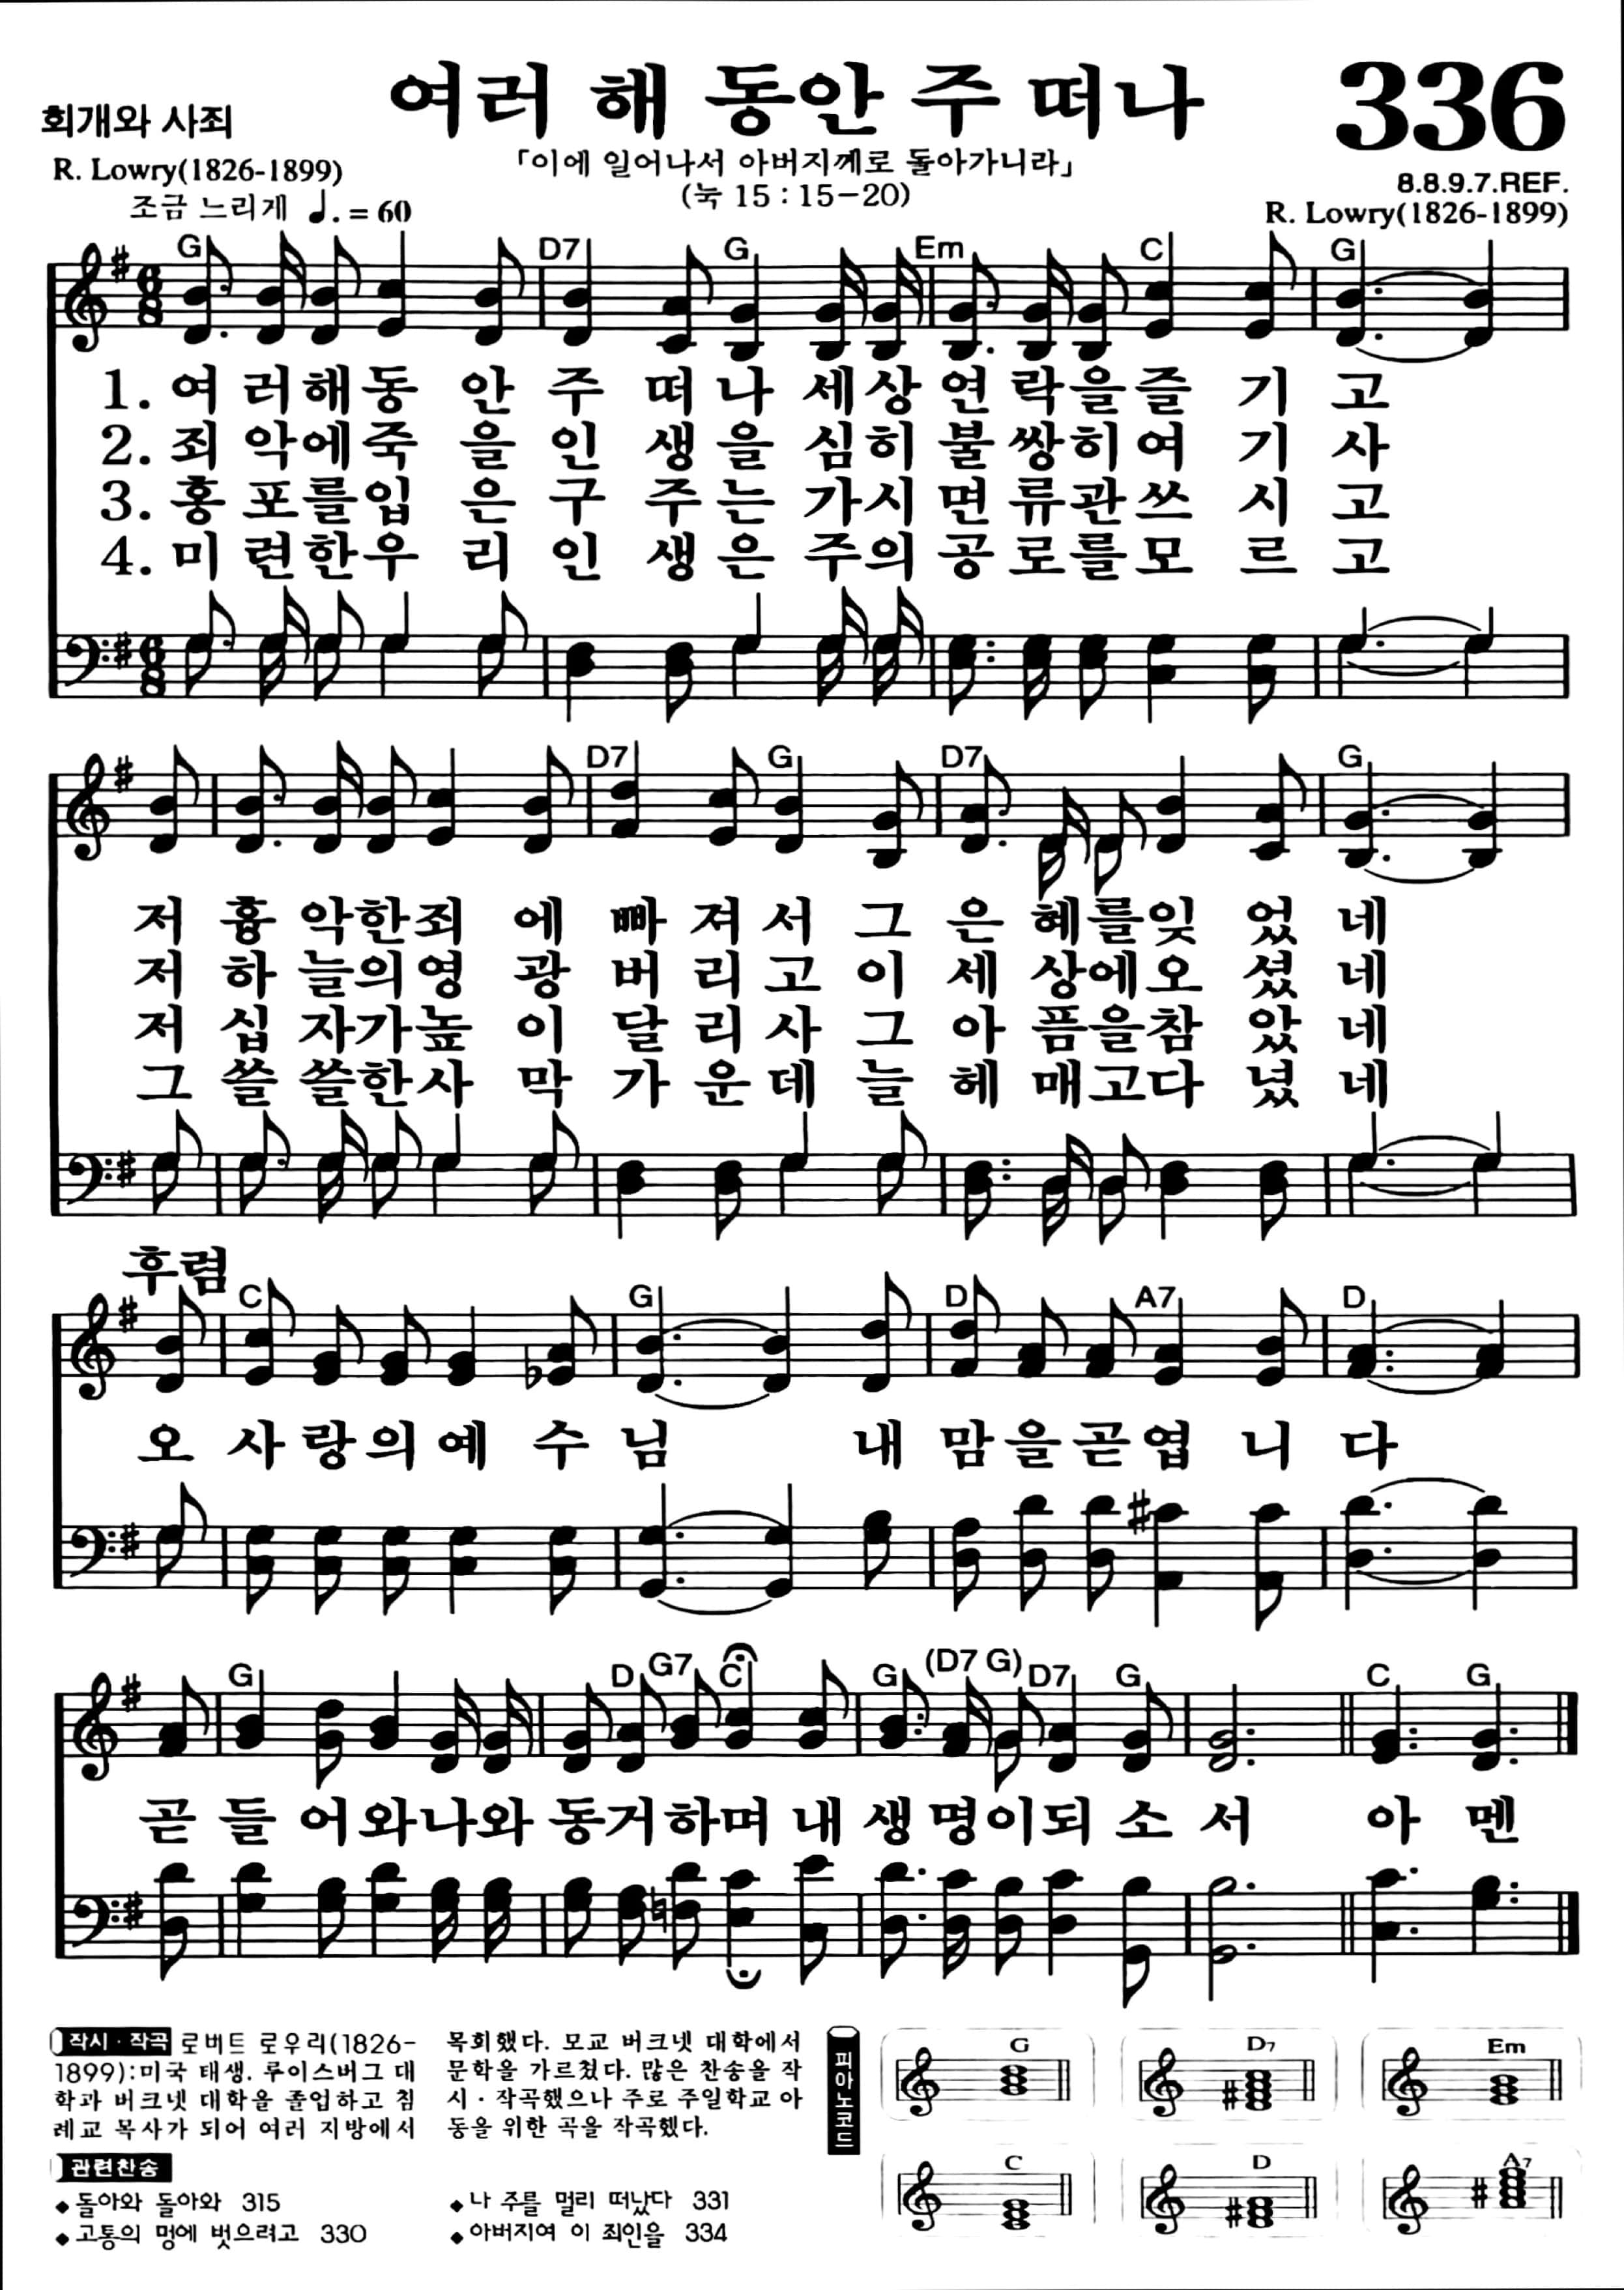 회개와 사죄
여러 해 동안 주 떠나
336
R. Lowry(1826-1899)
「이에 일어나서 아버지께로 돌아가니라」
(눅 15 : 15-20)
8.8.9.7.REF.
조금 느리게 ♩. = 60
R. Lowry(1826-1899)
G D7 G Em C G
6 8
1. 여 러해동 안 주 떠 나 세상 연 락을즐 기 고
2. 죄 악에죽 을 인 생 을 심히 불 쌍히여 기 사
3. 홍 포를입 은 구 주 는 가시 면 류관쓰 시 고
4. 미 련한우 리 인 생 은 주의 공 로를모 르 고
6 8
D7 G D7 G
저 흉 악한죄 에 빠 져 서 그 은 혜를잊 었 네
저 하 늘의영 광 버 리 고 이 세 상에오 셨 네
저 십 자가높 이 달 리 사 그 아 픔을참 았 네
그 쓸 쓸한사 막 가 운 데 늘 헤 매고다 녔 네
후렴
C G D A7 D
오 사 랑 의 예 수 님 내 맘 을 곧 엽 니 다
G D G7 C G (D7 G) D7 G C G
곧 들 어 와나와 동거하며 내 생 명이되 소 서 아 멘
작시 · 작곡 로버트 로우리(1826-
1899):미국 태생. 루이스버그 대
학과 버크넷 대학을 졸업하고 침
례교 목사가 되어 여러 지방에서
목회했다. 모교 버크넷 대학에서
문학을 가르쳤다. 많은 찬송을 작
시 · 작곡했으나 주로 주일학교 아
동을 위한 곡을 작곡했다.
관련찬송
◆돌아와 돌아와 315
◆고통의 멍에 벗으려고 330
◆나 주를 멀리 떠났다 331
◆아버지여 이 죄인을 334
피아노코드
G D7 Em
C D A7